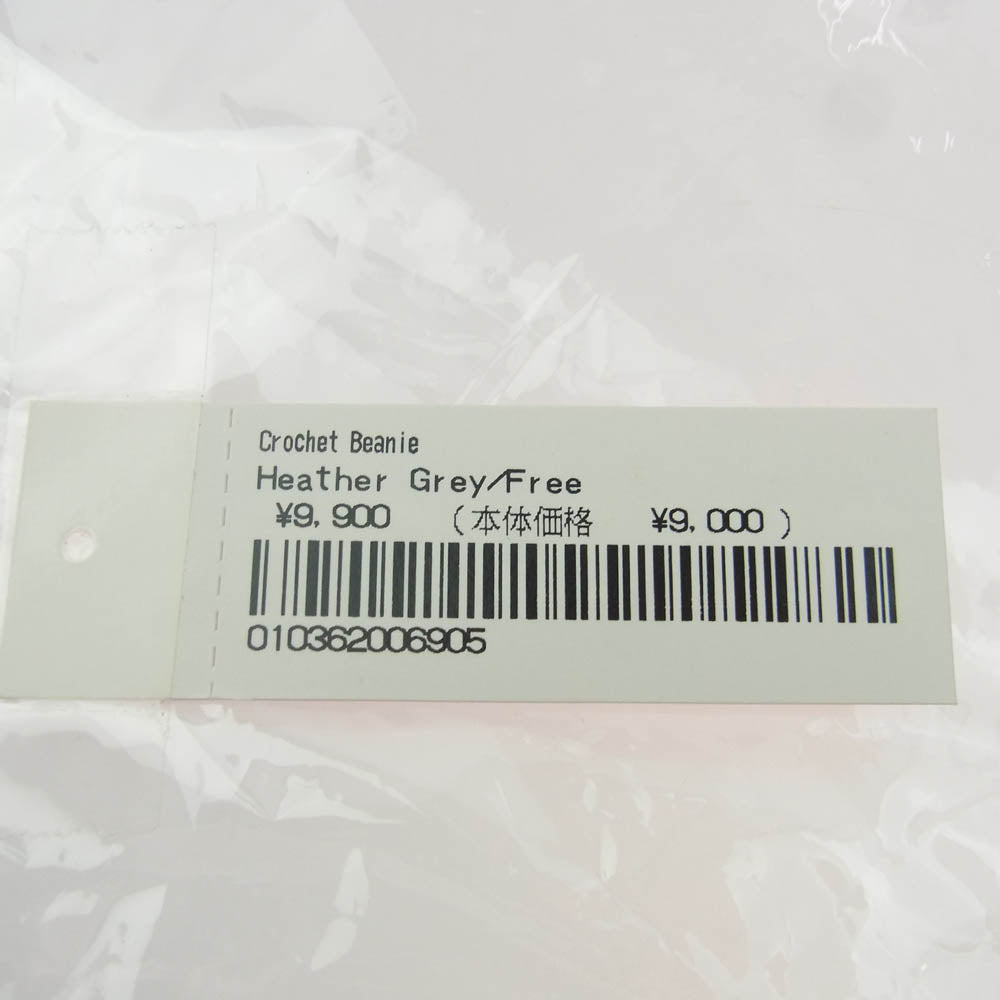 Crochet Beanie
Heather Grey/Free
¥9,900 (本体価格 ¥9,000)
010362006905